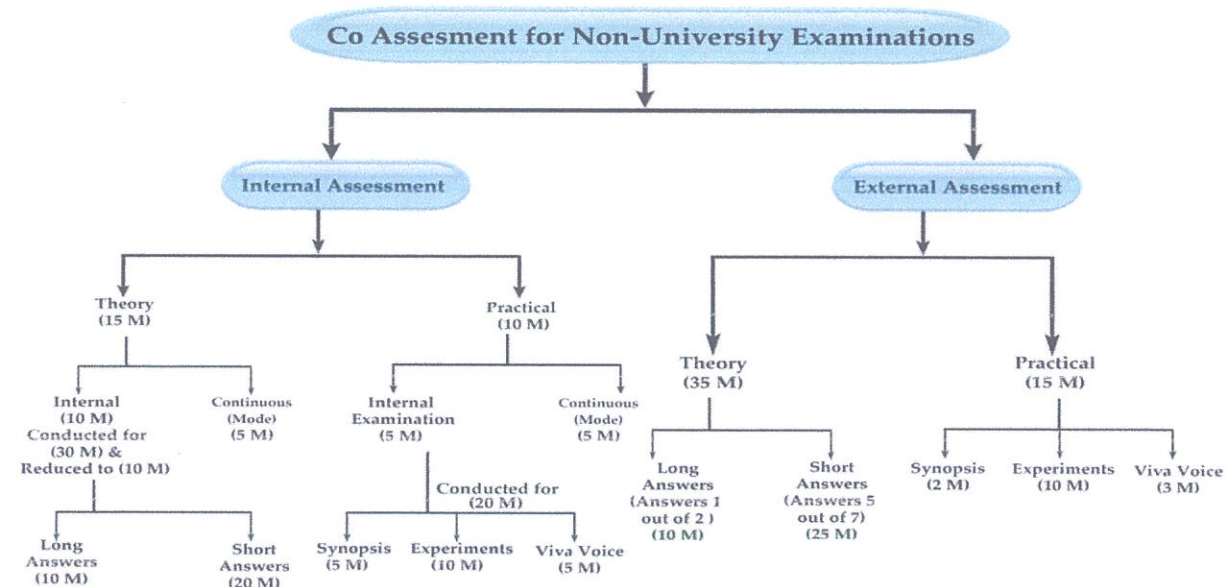 Co Assesment for Non-University Examinations
Internal Assessment
External Assessment
Theory
(15 M)
Practical
(10 M)
Theory
(35 M)
Practical
(15 M)
Internal
(10 M)
Conducted for
(30 M) &
Reduced to (10 M)
Continuous
(Mode)
(5 M)
Internal
Examination
(5 M)
Continuous
(Mode)
(5 M)
Conducted for
(20 M)
Long
Answers
(Answers 1
out of 2 )
(10 M)
Short
Answers
(Answers 5
out of 7)
(25 M)
Synopsis
(2 M)
Experiments
(10 M)
Viva Voice
(3 M)
Long
Answers
(10 M)
Short
Answers
(20 M)
Synopsis
(5 M)
Experiments
(10 M)
Viva Voice
(5 M)